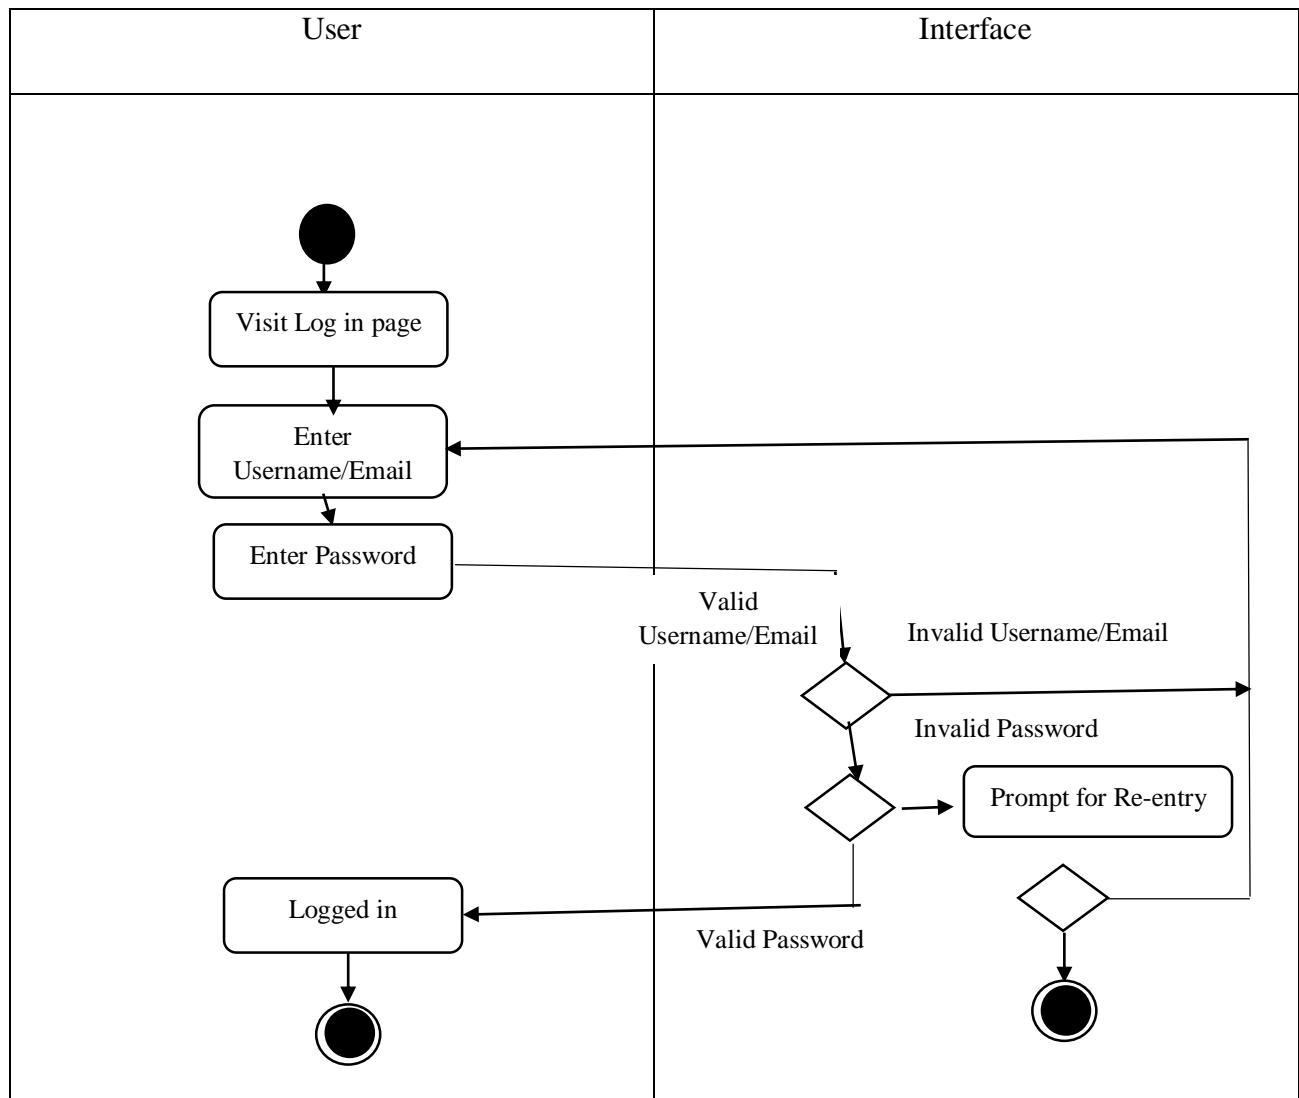 User
Interface
Visit Log in page
Enter
Username/Email
Enter Password
Valid
Username/Email
Invalid Username/Email
Invalid Password
Prompt for Re-entry
Logged in
Valid Password